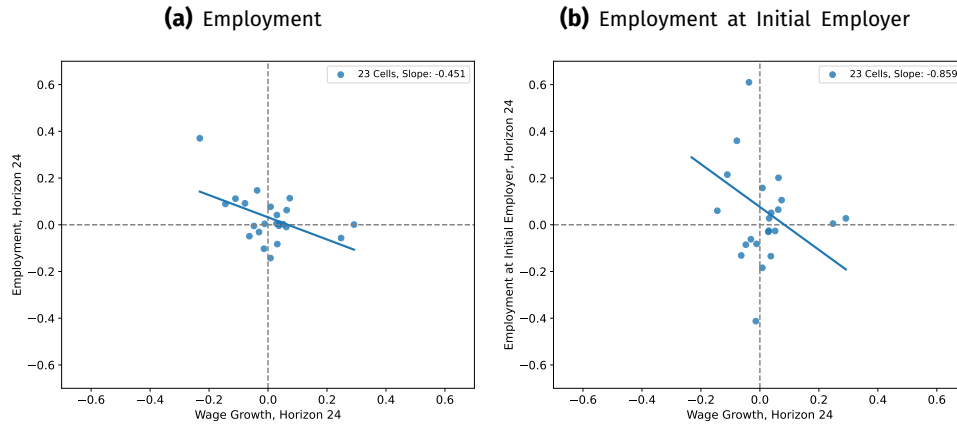 (a) Employment
23 Cells, Slope: -0.451
Employment, Horizon 24
0.6
0.4
0.2
0.0
−0.2
−0.4
−0.6
−0.6 −0.4 −0.2 0.0 0.2 0.4 0.6
Wage Growth, Horizon 24
(b) Employment at Initial Employer
23 Cells, Slope: -0.859
Employment at Initial Employer, Horizon 24
0.6
0.4
0.2
0.0
−0.2
−0.4
−0.6
−0.6 −0.4 −0.2 0.0 0.2 0.4 0.6
Wage Growth, Horizon 24